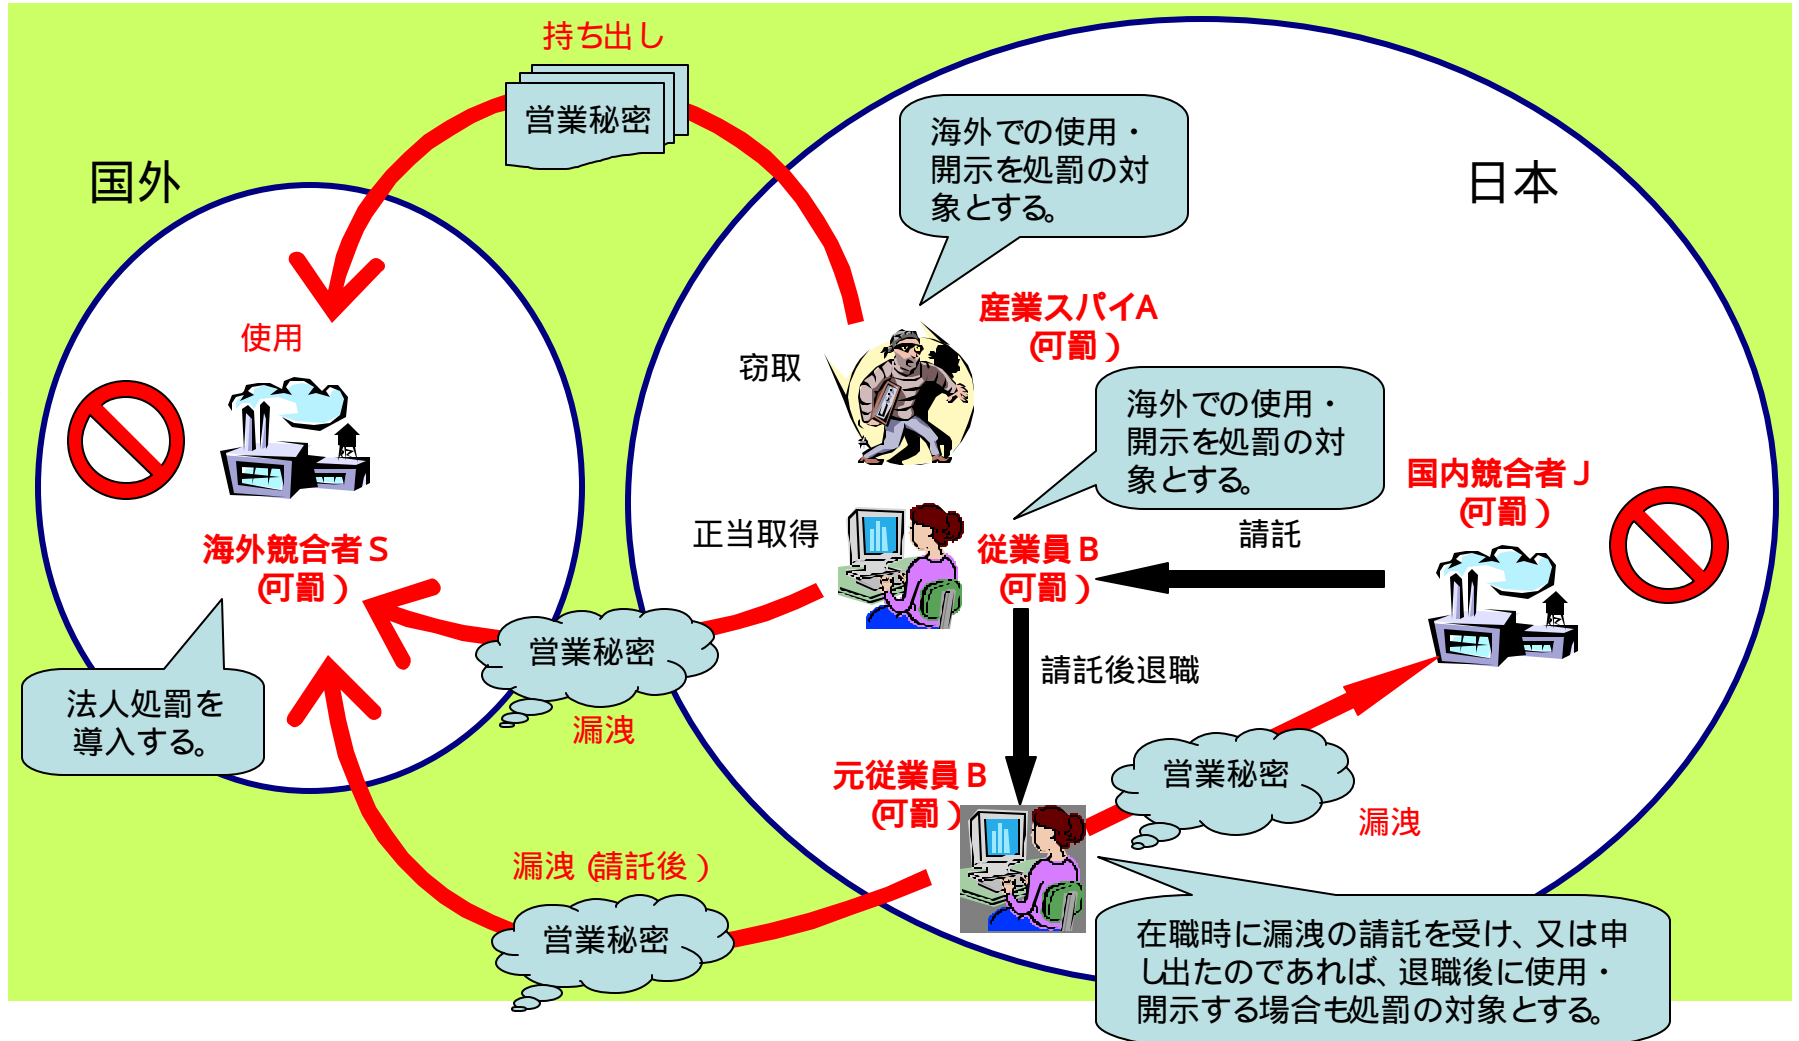 持ち出し
営業秘密
国外
日本
海外での使用・
開示を処罰の対
象とする。
産業スパイA
(可罰)
使用
窃取
海外での使用・
開示を処罰の対
象とする。
国内競合者J
(可罰)
正当取得
従業員B
(可罰)
請託
海外競合者S
(可罰)
営業秘密
漏洩
請託後退職
法人処罰を
導入する。
元従業員B
(可罰)
営業秘密
漏洩
漏洩(請託後)
営業秘密
在職時に漏洩の請託を受け、又は申
し出たのであれば、退職後に使用・
開示する場合も処罰の対象とする。